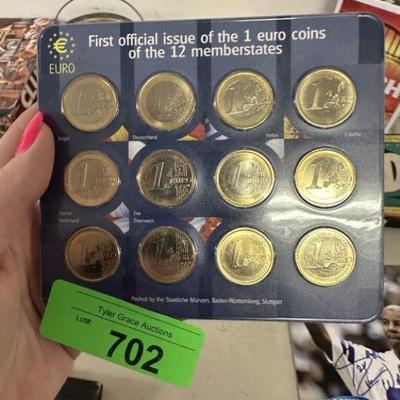 EURO
First official issue of the 1 euro coins
of the 12 memberstates
België
Deutschland
Hellas
España
France
Éire
Nederland
Österreich
Packed by the Staatliche Münzen, Baden-Württemberg, Stuttgart
Tyler Grace Auctions
Lot#:
702